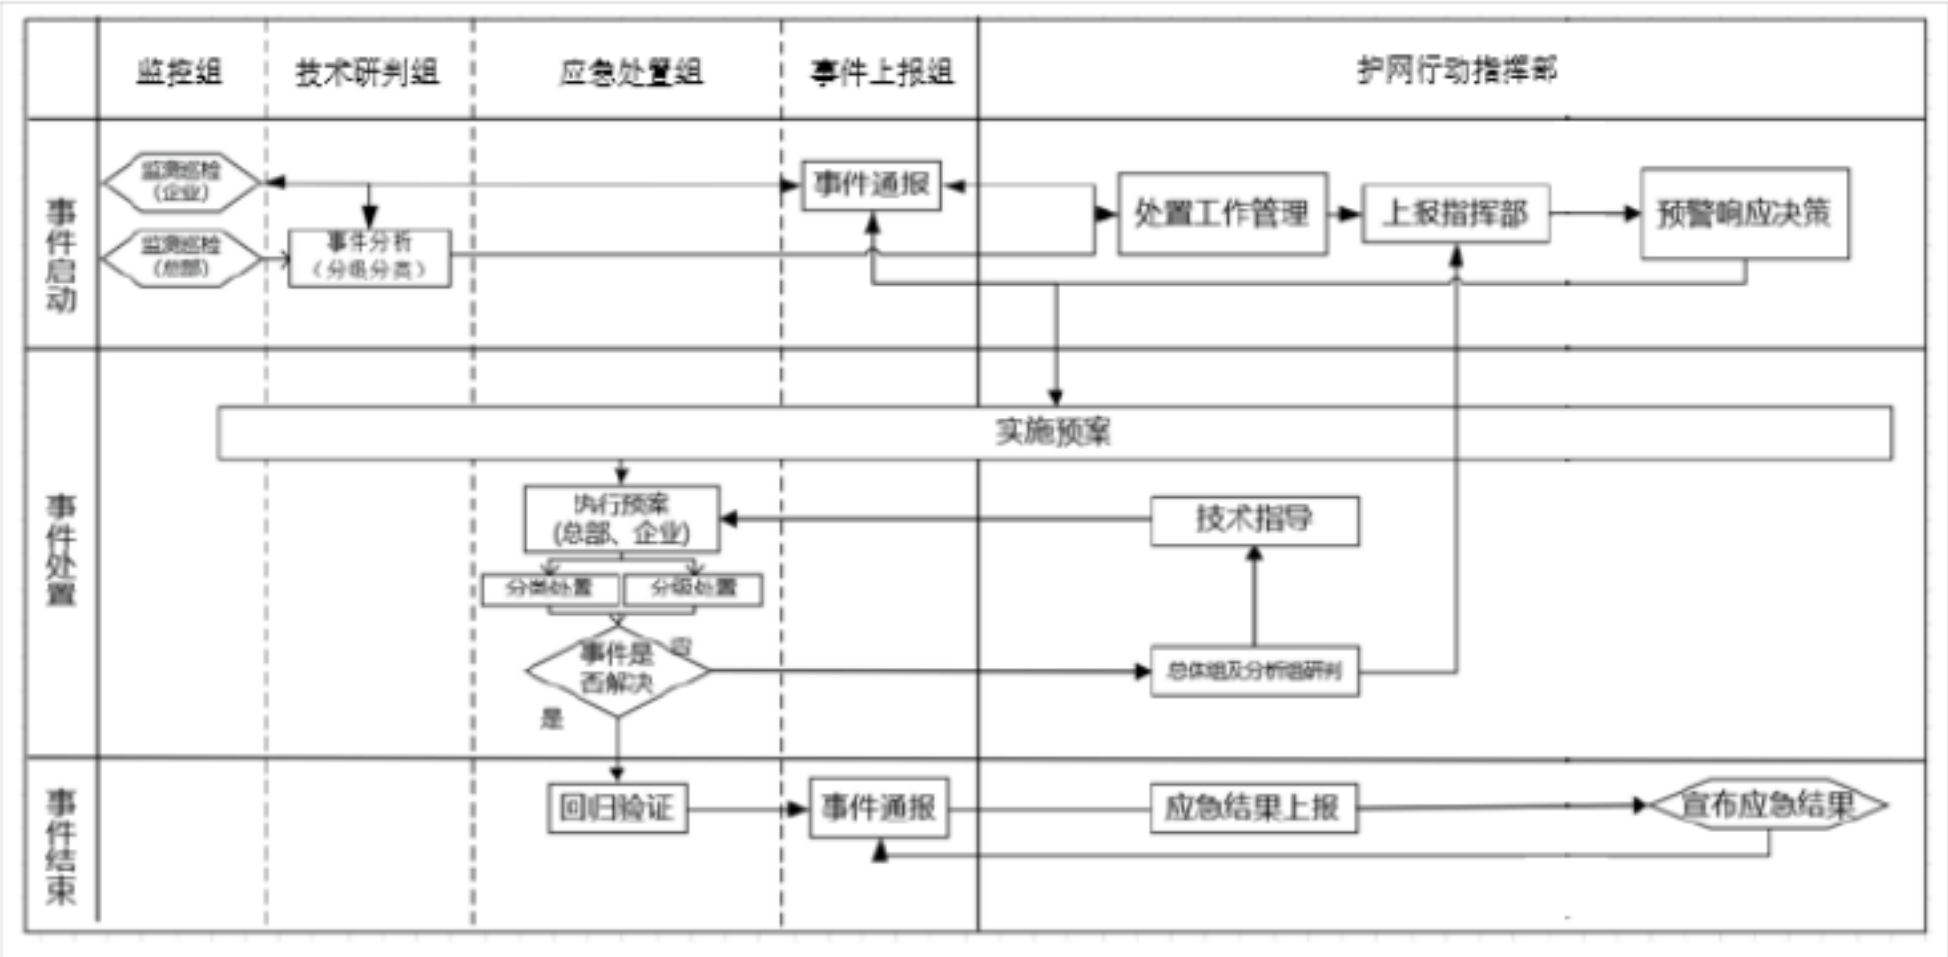 监控组
技术研判组
应急处置组
事件上报组
护网行动指挥部
事件启动
监测巡检
（企业）
监测巡检
（总部）
事件分析
（分级分类）
事件通报
处置工作管理
上报指挥部
预警响应决策
事件处置
实施预案
执行预案
(总部、企业)
技术指导
分类处置
分级处置
事件是
否解决
否
是
总体组及分析组研判
事件结束
回归验证
事件通报
应急结果上报
宣布应急结果